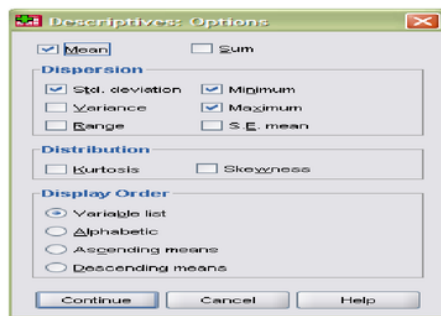 Descriptives: Options
Mean Sum
Dispersion
Std. deviation Minimum
Variance Maximum
Range S.E. mean
Distribution
Kurtosis Skewness
Display Order
Variable list
Alphabetic
Ascending means
Descending means
Continue Cancel Help